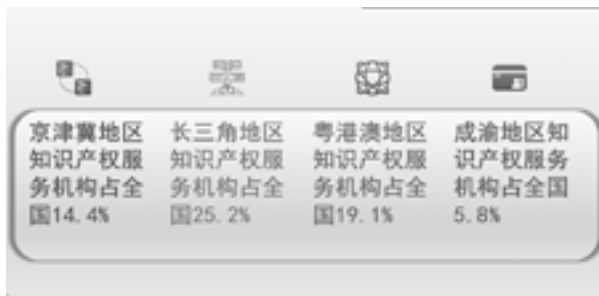 京津冀地区
知识产权服
务机构占全
国14.4%
长三角地区
知识产权服
务机构占全
国25.2%
粤港澳地区
知识产权服
务机构占全
国19.1%
成渝地区知
识产权服务
机构占全国
5.8%